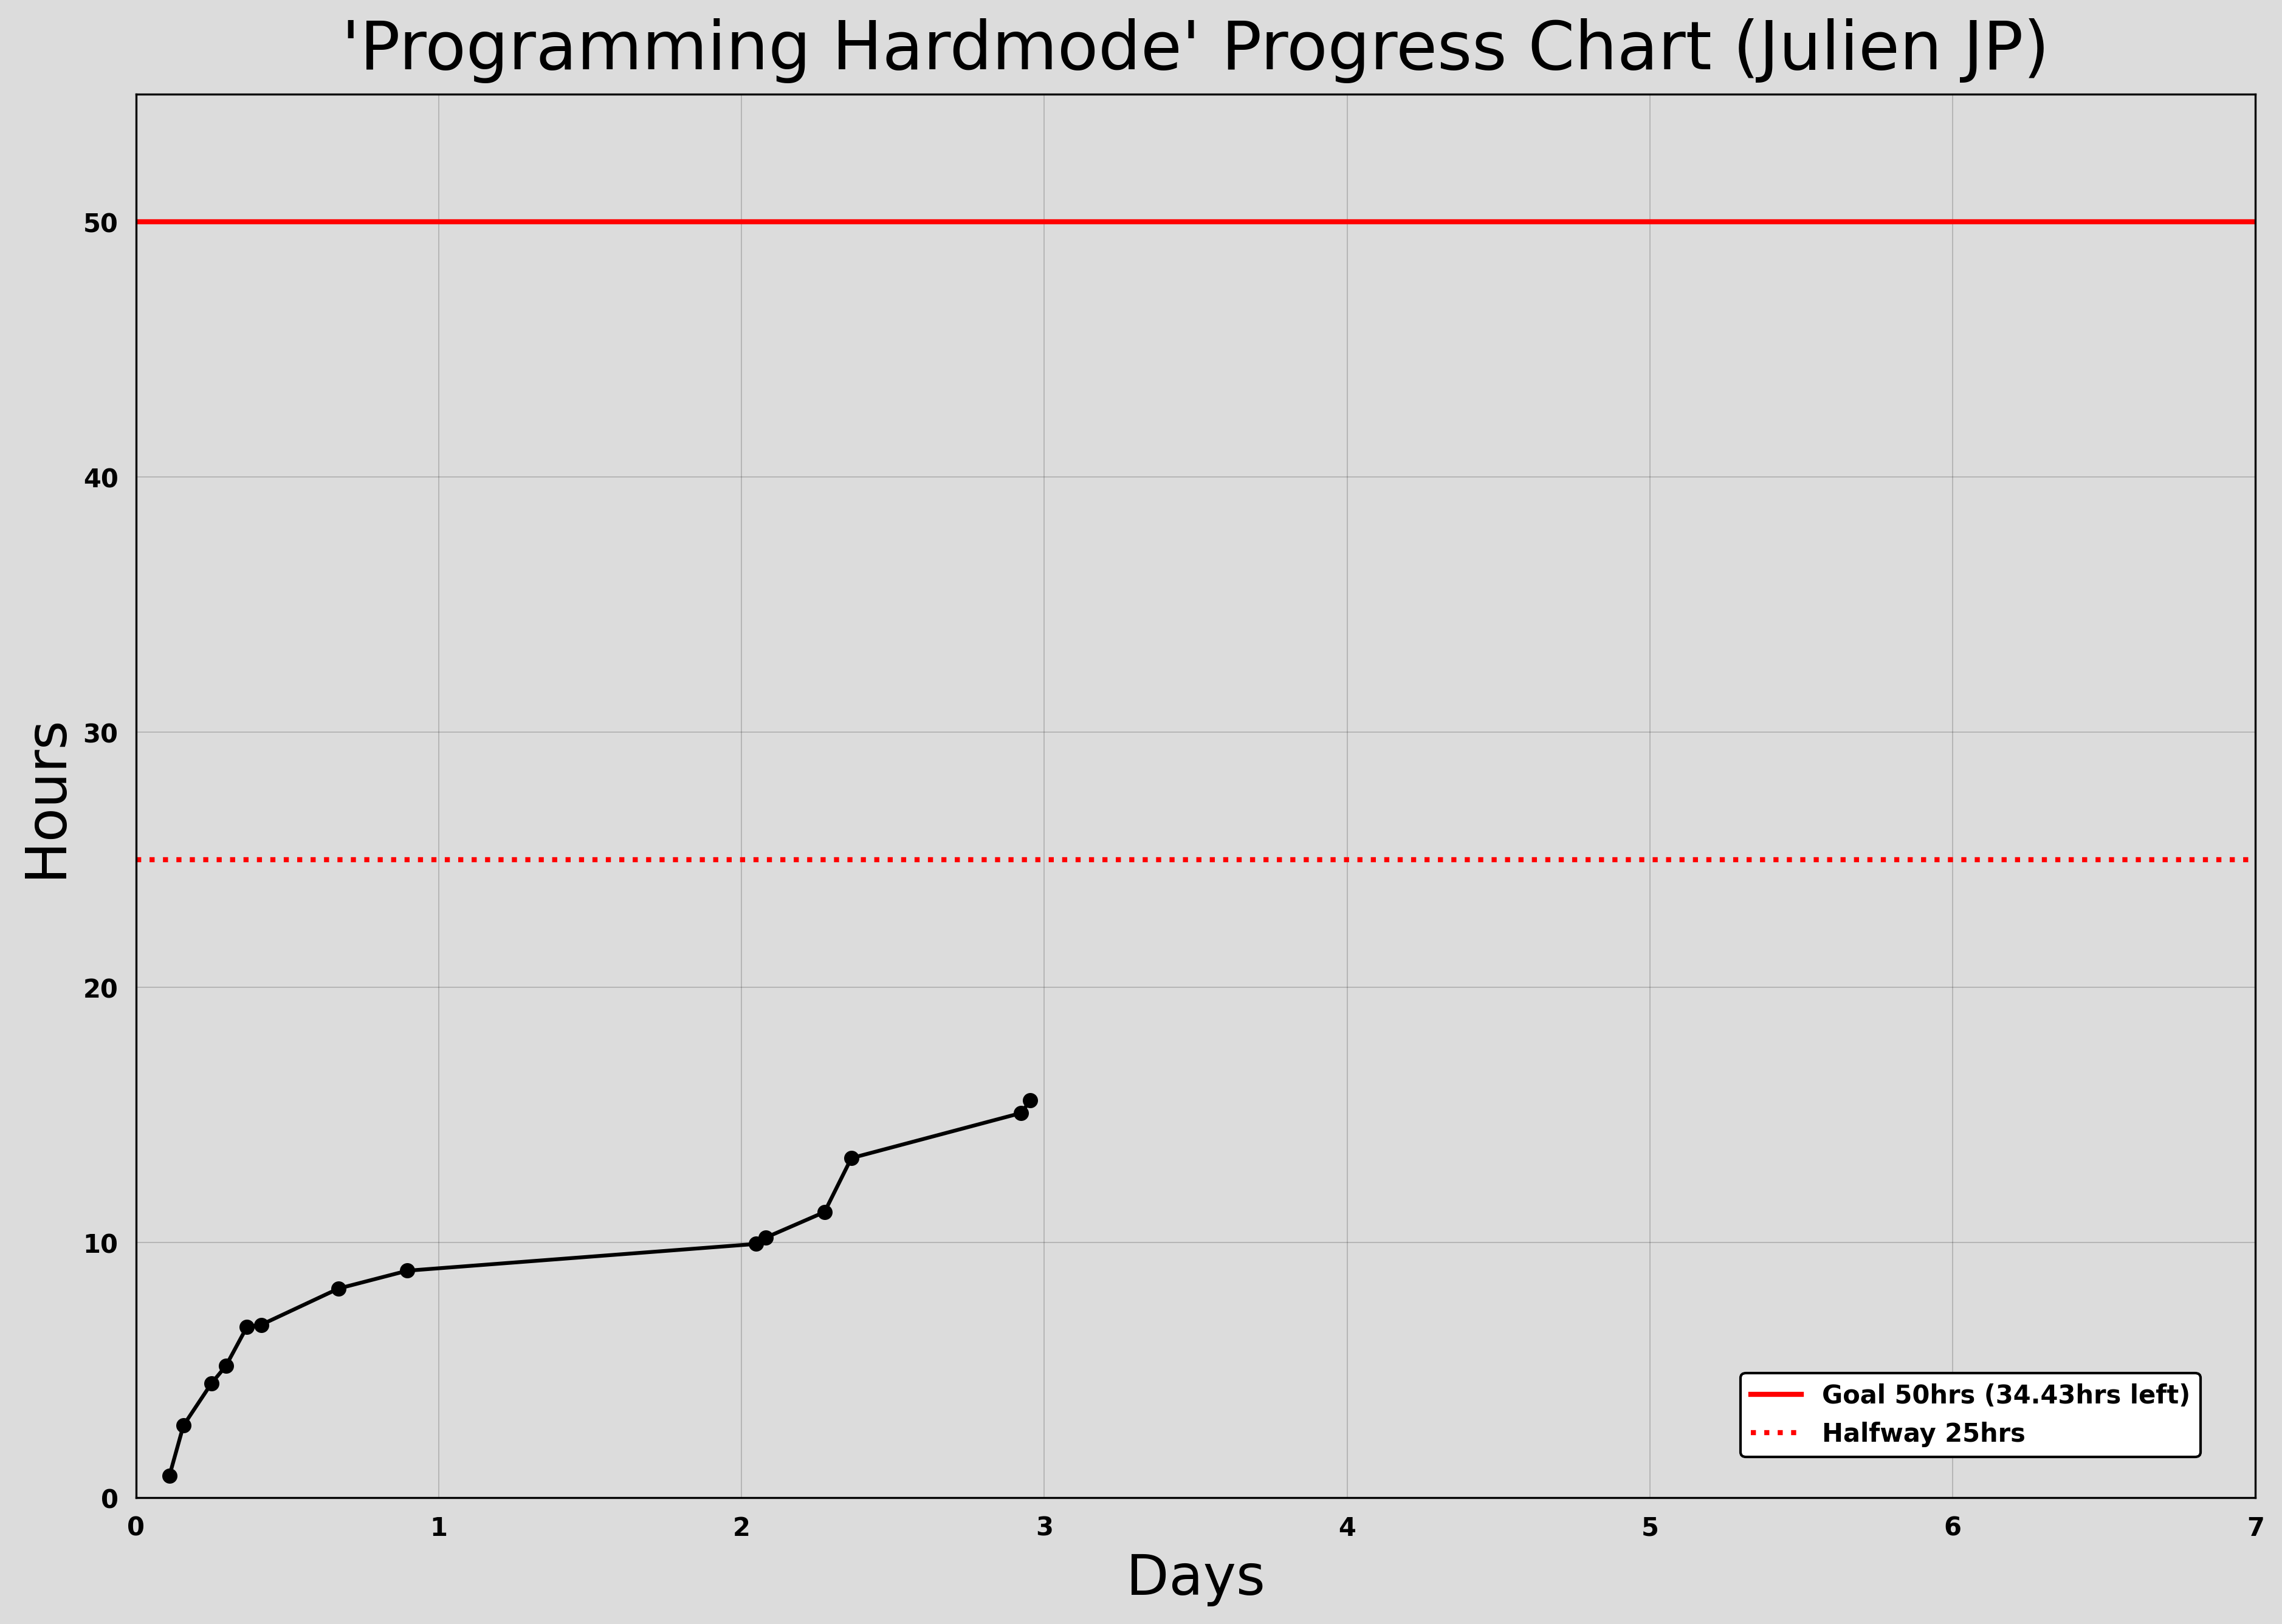 'Programming Hardmode' Progress Chart (Julien JP)
50
40
30
20
10
0
Hours
0 1 2 3 4 5 6 7
Days
Goal 50hrs (34.43hrs left)
Halfway 25hrs